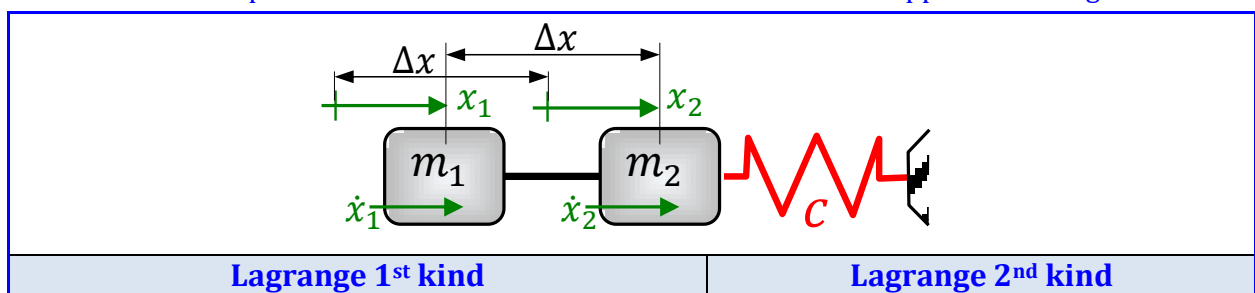 Δx
Δx
x₁ x₂
m₁ m₂
ẋ₁ ẋ₂ C
Lagrange 1st kind Lagrange 2nd kind